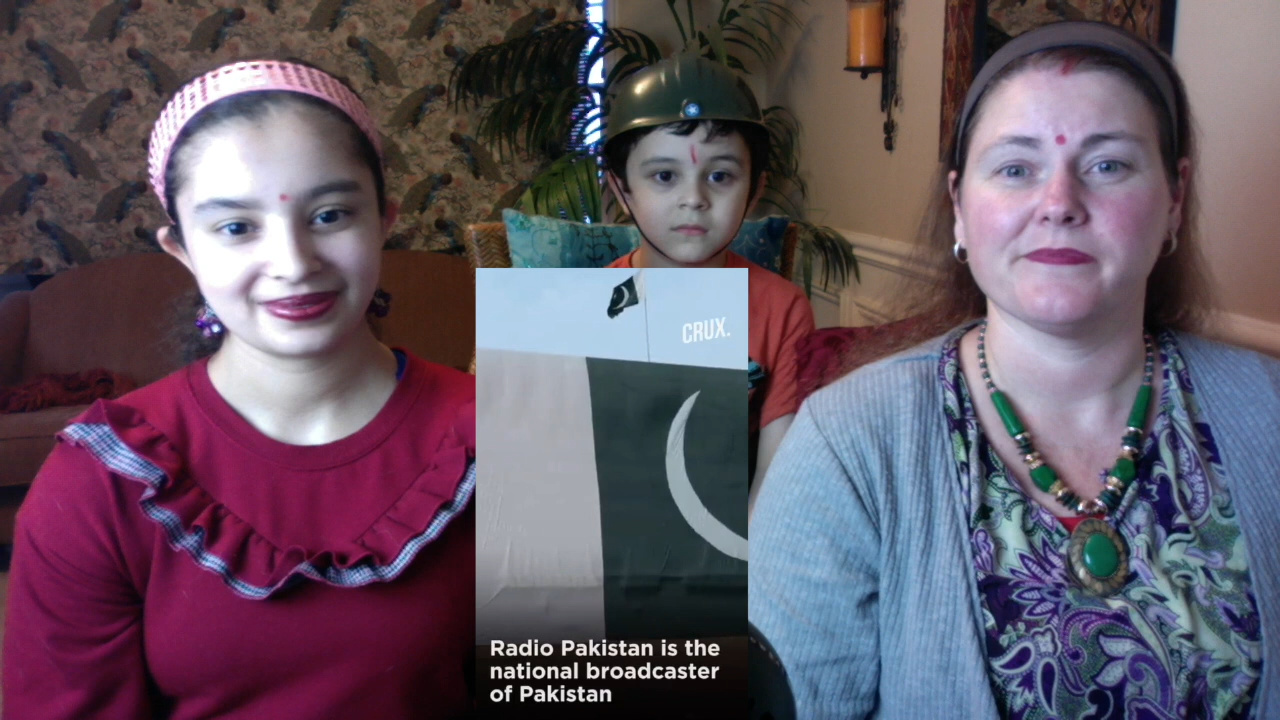 CRUX.
Radio Pakistan is the
national broadcaster
of Pakistan